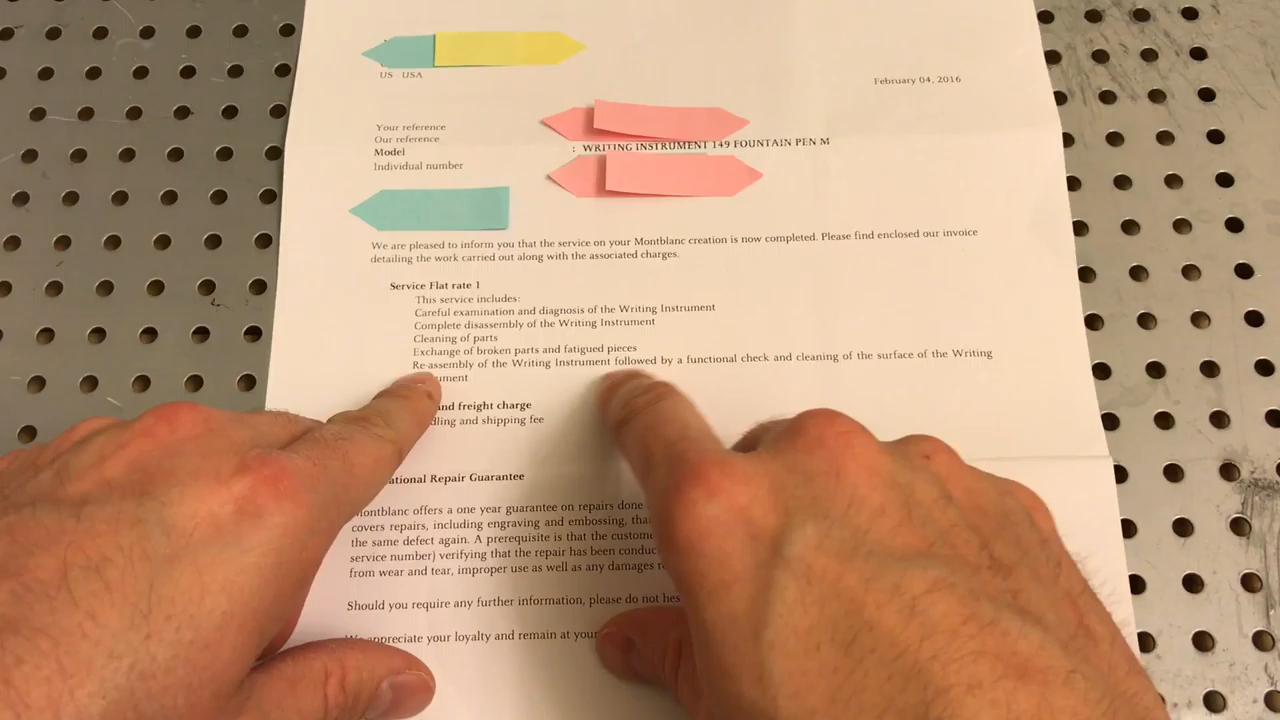 US USA
February 04, 2016
Your reference
Our reference
Model : WRITING INSTRUMENT 149 FOUNTAIN PEN M
Individual number
We are pleased to inform you that the service on your Montblanc creation is now completed. Please find enclosed our invoice
detailing the work carried out along with the associated charges.
Service Flat rate 1
This service includes:
Careful examination and diagnosis of the Writing Instrument
Complete disassembly of the Writing Instrument
Cleaning of parts
Exchange of broken parts and fatigued pieces
Re-assembly of the Writing Instrument followed by a functional check and cleaning of the surface of the Writing
and freight charge
and shipping fee
Repair Guarantee
Montblanc offers a one year guarantee on repairs done
covers repairs, including engraving and embossing,
the same defect again. A prerequisite is that the
service number) verifying that the repair has been
from wear and tear, improper use as well as any damages
Should you require any further information, please do not
We appreciate your loyalty and remain at your